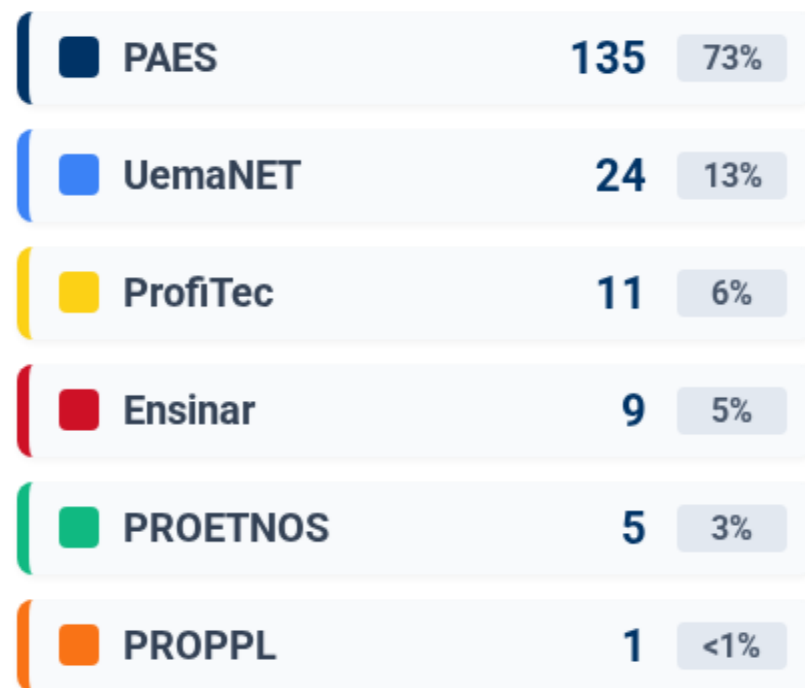 PAES 135 73%
UemaNET 24 13%
ProfiTec 11 6%
Ensinar 9 5%
PROETNOS 5 3%
PROPPL 1 <1%